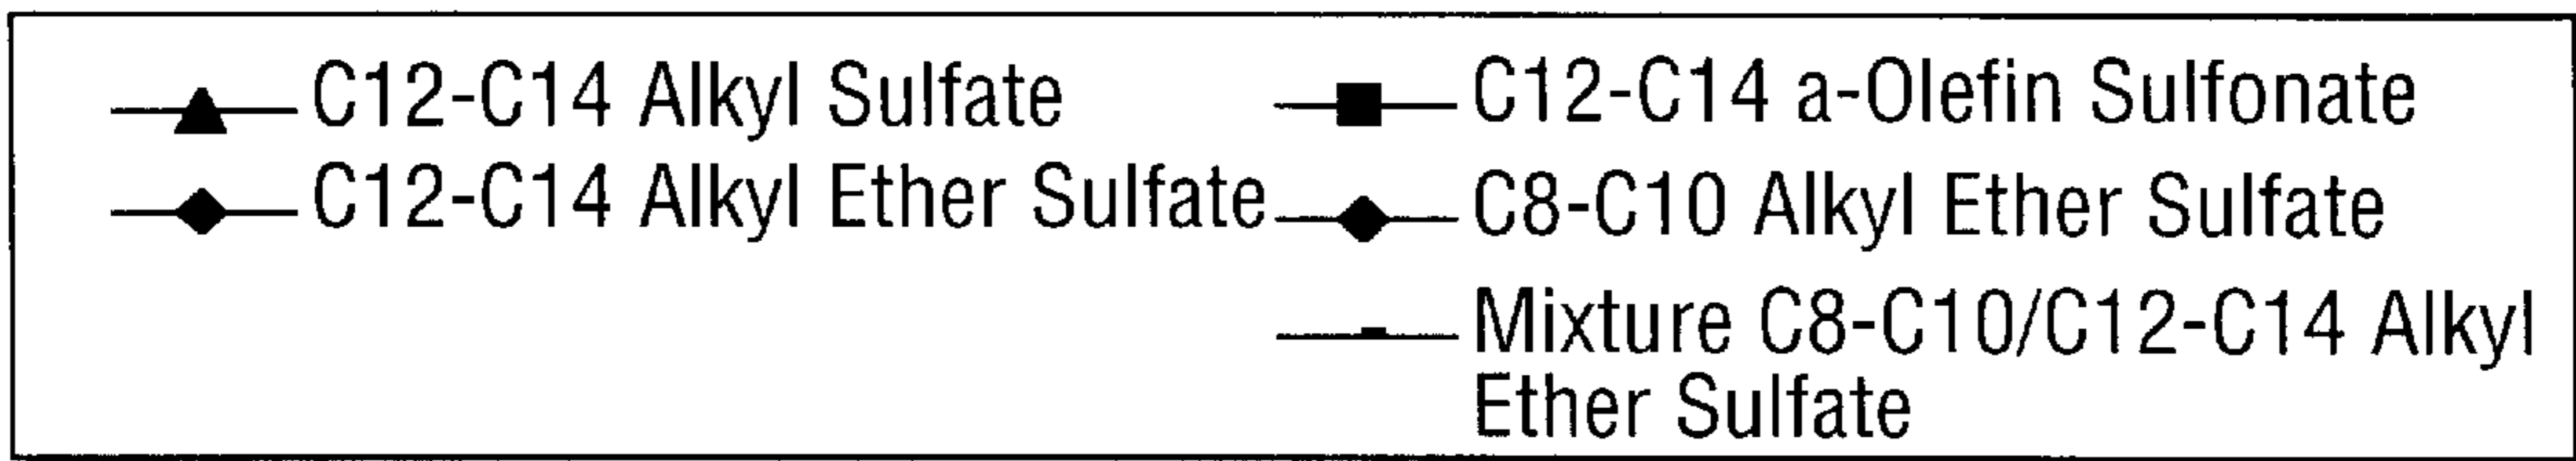 C12-C14 Alkyl Sulfate
C12-C14 a-Olefin Sulfonate
C12-C14 Alkyl Ether Sulfate
C8-C10 Alkyl Ether Sulfate
Mixture C8-C10/C12-C14 Alkyl
Ether Sulfate